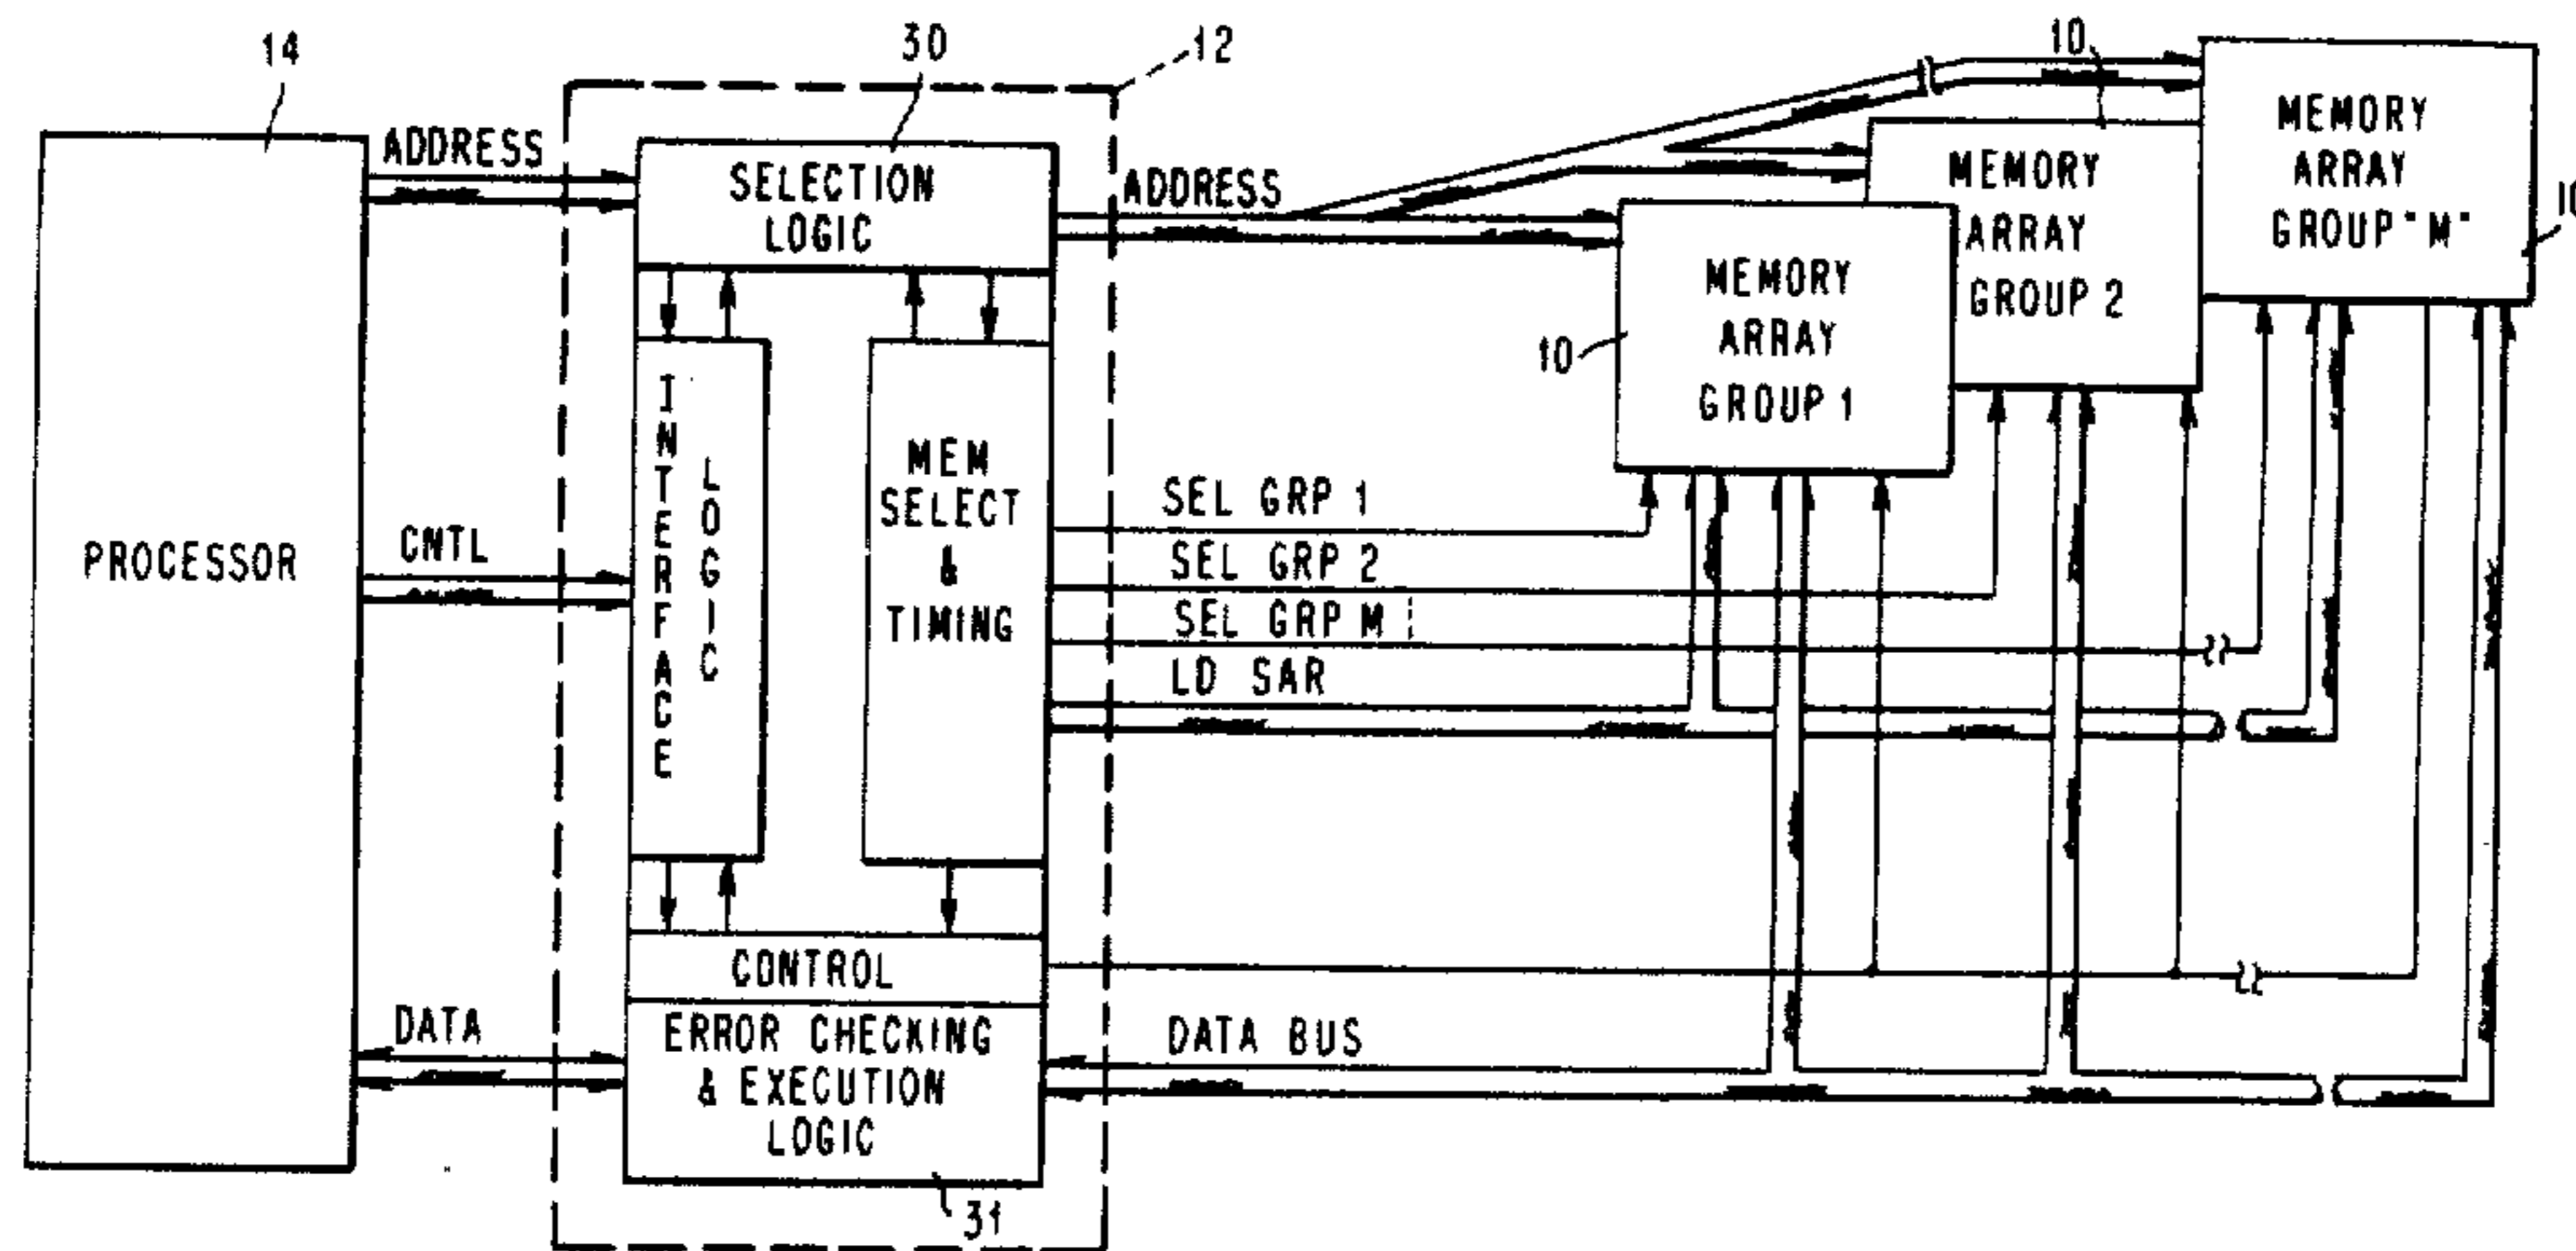 14
30
12
10
ADDRESS
SELECTION
LOGIC
ADDRESS
MEMORY
ARRAY
GROUP "M"
10
MEMORY
ARRAY
GROUP 2
MEMORY
ARRAY
GROUP 1
10
PROCESSOR
CNTL
INTERFACE
LOGIC
MEM
SELECT
&
TIMING
SEL GRP 1
SEL GRP 2
SEL GRP M
LD SAR
CONTROL
DATA
ERROR CHECKING
& EXECUTION
LOGIC
DATA BUS
31